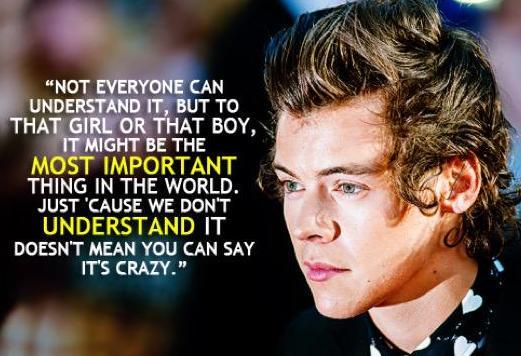 “NOT EVERYONE CAN
UNDERSTAND IT, BUT TO
THAT GIRL OR THAT BOY,
IT MIGHT BE THE
MOST IMPORTANT
THING IN THE WORLD.
JUST 'CAUSE WE DON'T
UNDERSTAND IT
DOESN'T MEAN YOU CAN SAY
IT'S CRAZY.”